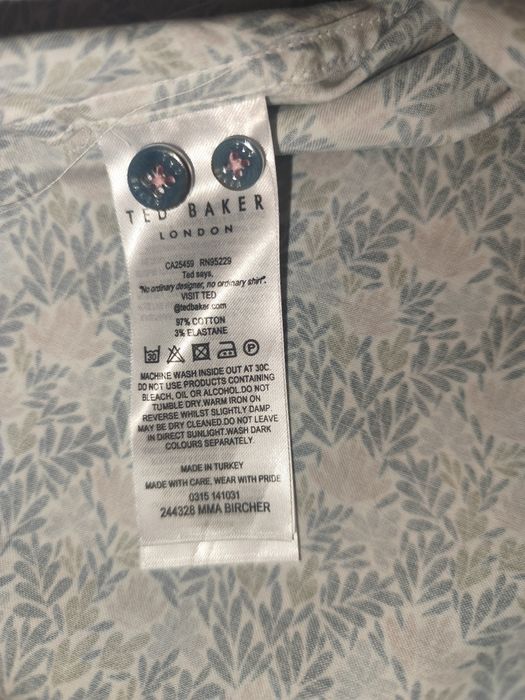 TED BAKER
LONDON
CA25459 RN95229
Ted says,
"No ordinary designer, no ordinary shirt".
VISIT TED
@tedbaker.com
97% COTTON
3% ELASTANE
30 P
MACHINE WASH INSIDE OUT AT 30C.
DO NOT USE PRODUCTS CONTAINING
BLEACH, OIL OR ALCOHOL.DO NOT
TUMBLE DRY.WARM IRON ON
REVERSE WHILST SLIGHTLY DAMP.
MAY BE DRY CLEANED.DO NOT LEAVE
IN DIRECT SUNLIGHT.WASH DARK
COLOURS SEPARATELY.
MADE IN TURKEY
MADE WITH CARE, WEAR WITH PRIDE
0315 141031
244328 MMA BIRCHER